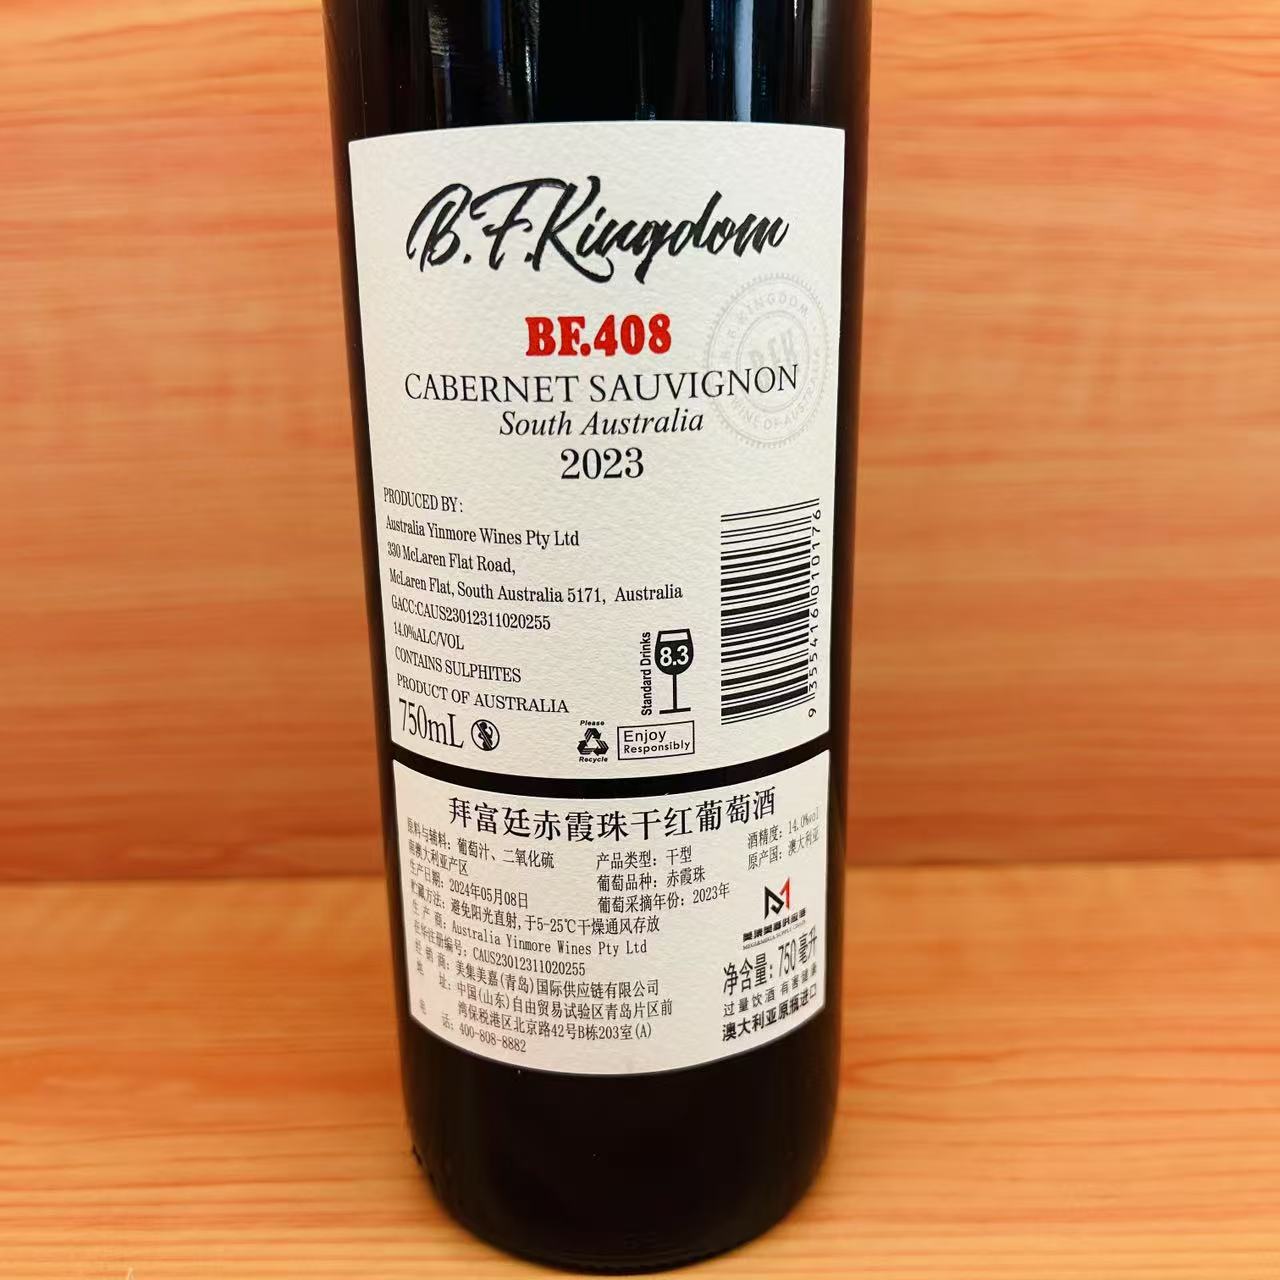 B.F.Kingdom
BF.408
CABERNET SAUVIGNON
South Australia
2023
B.F.KINGDOM
BFK
WINE OF AUSTRALIA
PRODUCED BY:
Australia Yinmore Wines Pty Ltd
330 McLaren Flat Road,
McLaren Flat, South Australia 5171, Australia
GACC:CAUS23012311020255
14.0%ALC/VOL
CONTAINS SULPHITES
PRODUCT OF AUSTRALIA
750mL
Standard Drinks
8.3
Please
Recycle
Enjoy
Responsibly
9 355416 010176
拜富廷赤霞珠干红葡萄酒
原料与辅料: 葡萄汁、二氧化硫
南澳大利亚产区
生产日期: 2024年05月08日
贮藏方法: 避免阳光直射,于5-25℃干燥通风存放
生 产 商: Australia Yinmore Wines Pty Ltd
在华注册编号: CAUS23012311020255
经 销 商: 美集美嘉(青岛)国际供应链有限公司
地 址: 中国(山东)自由贸易试验区青岛片区前
湾保税港区北京路42号B栋203室(A)
电 话: 400-808-8882
产品类型: 干型
葡萄品种: 赤霞珠
葡萄采摘年份: 2023年
酒精度: 14.0%vol
原产国: 澳大利亚
净含量: 750毫升
过量饮酒 有害健康
澳大利亚原瓶进口